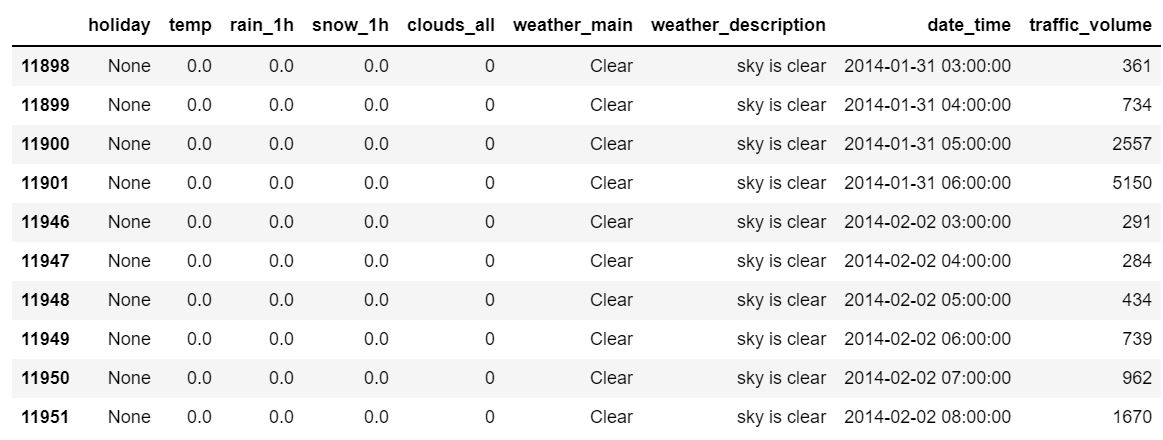 holiday temp rain_1h snow_1h clouds_all weather_main weather_description date_time traffic_volume
11898 None 0.0 0.0 0.0 0 Clear sky is clear 2014-01-31 03:00:00 361
11899 None 0.0 0.0 0.0 0 Clear sky is clear 2014-01-31 04:00:00 734
11900 None 0.0 0.0 0.0 0 Clear sky is clear 2014-01-31 05:00:00 2557
11901 None 0.0 0.0 0.0 0 Clear sky is clear 2014-01-31 06:00:00 5150
11946 None 0.0 0.0 0.0 0 Clear sky is clear 2014-02-02 03:00:00 291
11947 None 0.0 0.0 0.0 0 Clear sky is clear 2014-02-02 04:00:00 284
11948 None 0.0 0.0 0.0 0 Clear sky is clear 2014-02-02 05:00:00 434
11949 None 0.0 0.0 0.0 0 Clear sky is clear 2014-02-02 06:00:00 739
11950 None 0.0 0.0 0.0 0 Clear sky is clear 2014-02-02 07:00:00 962
11951 None 0.0 0.0 0.0 0 Clear sky is clear 2014-02-02 08:00:00 1670